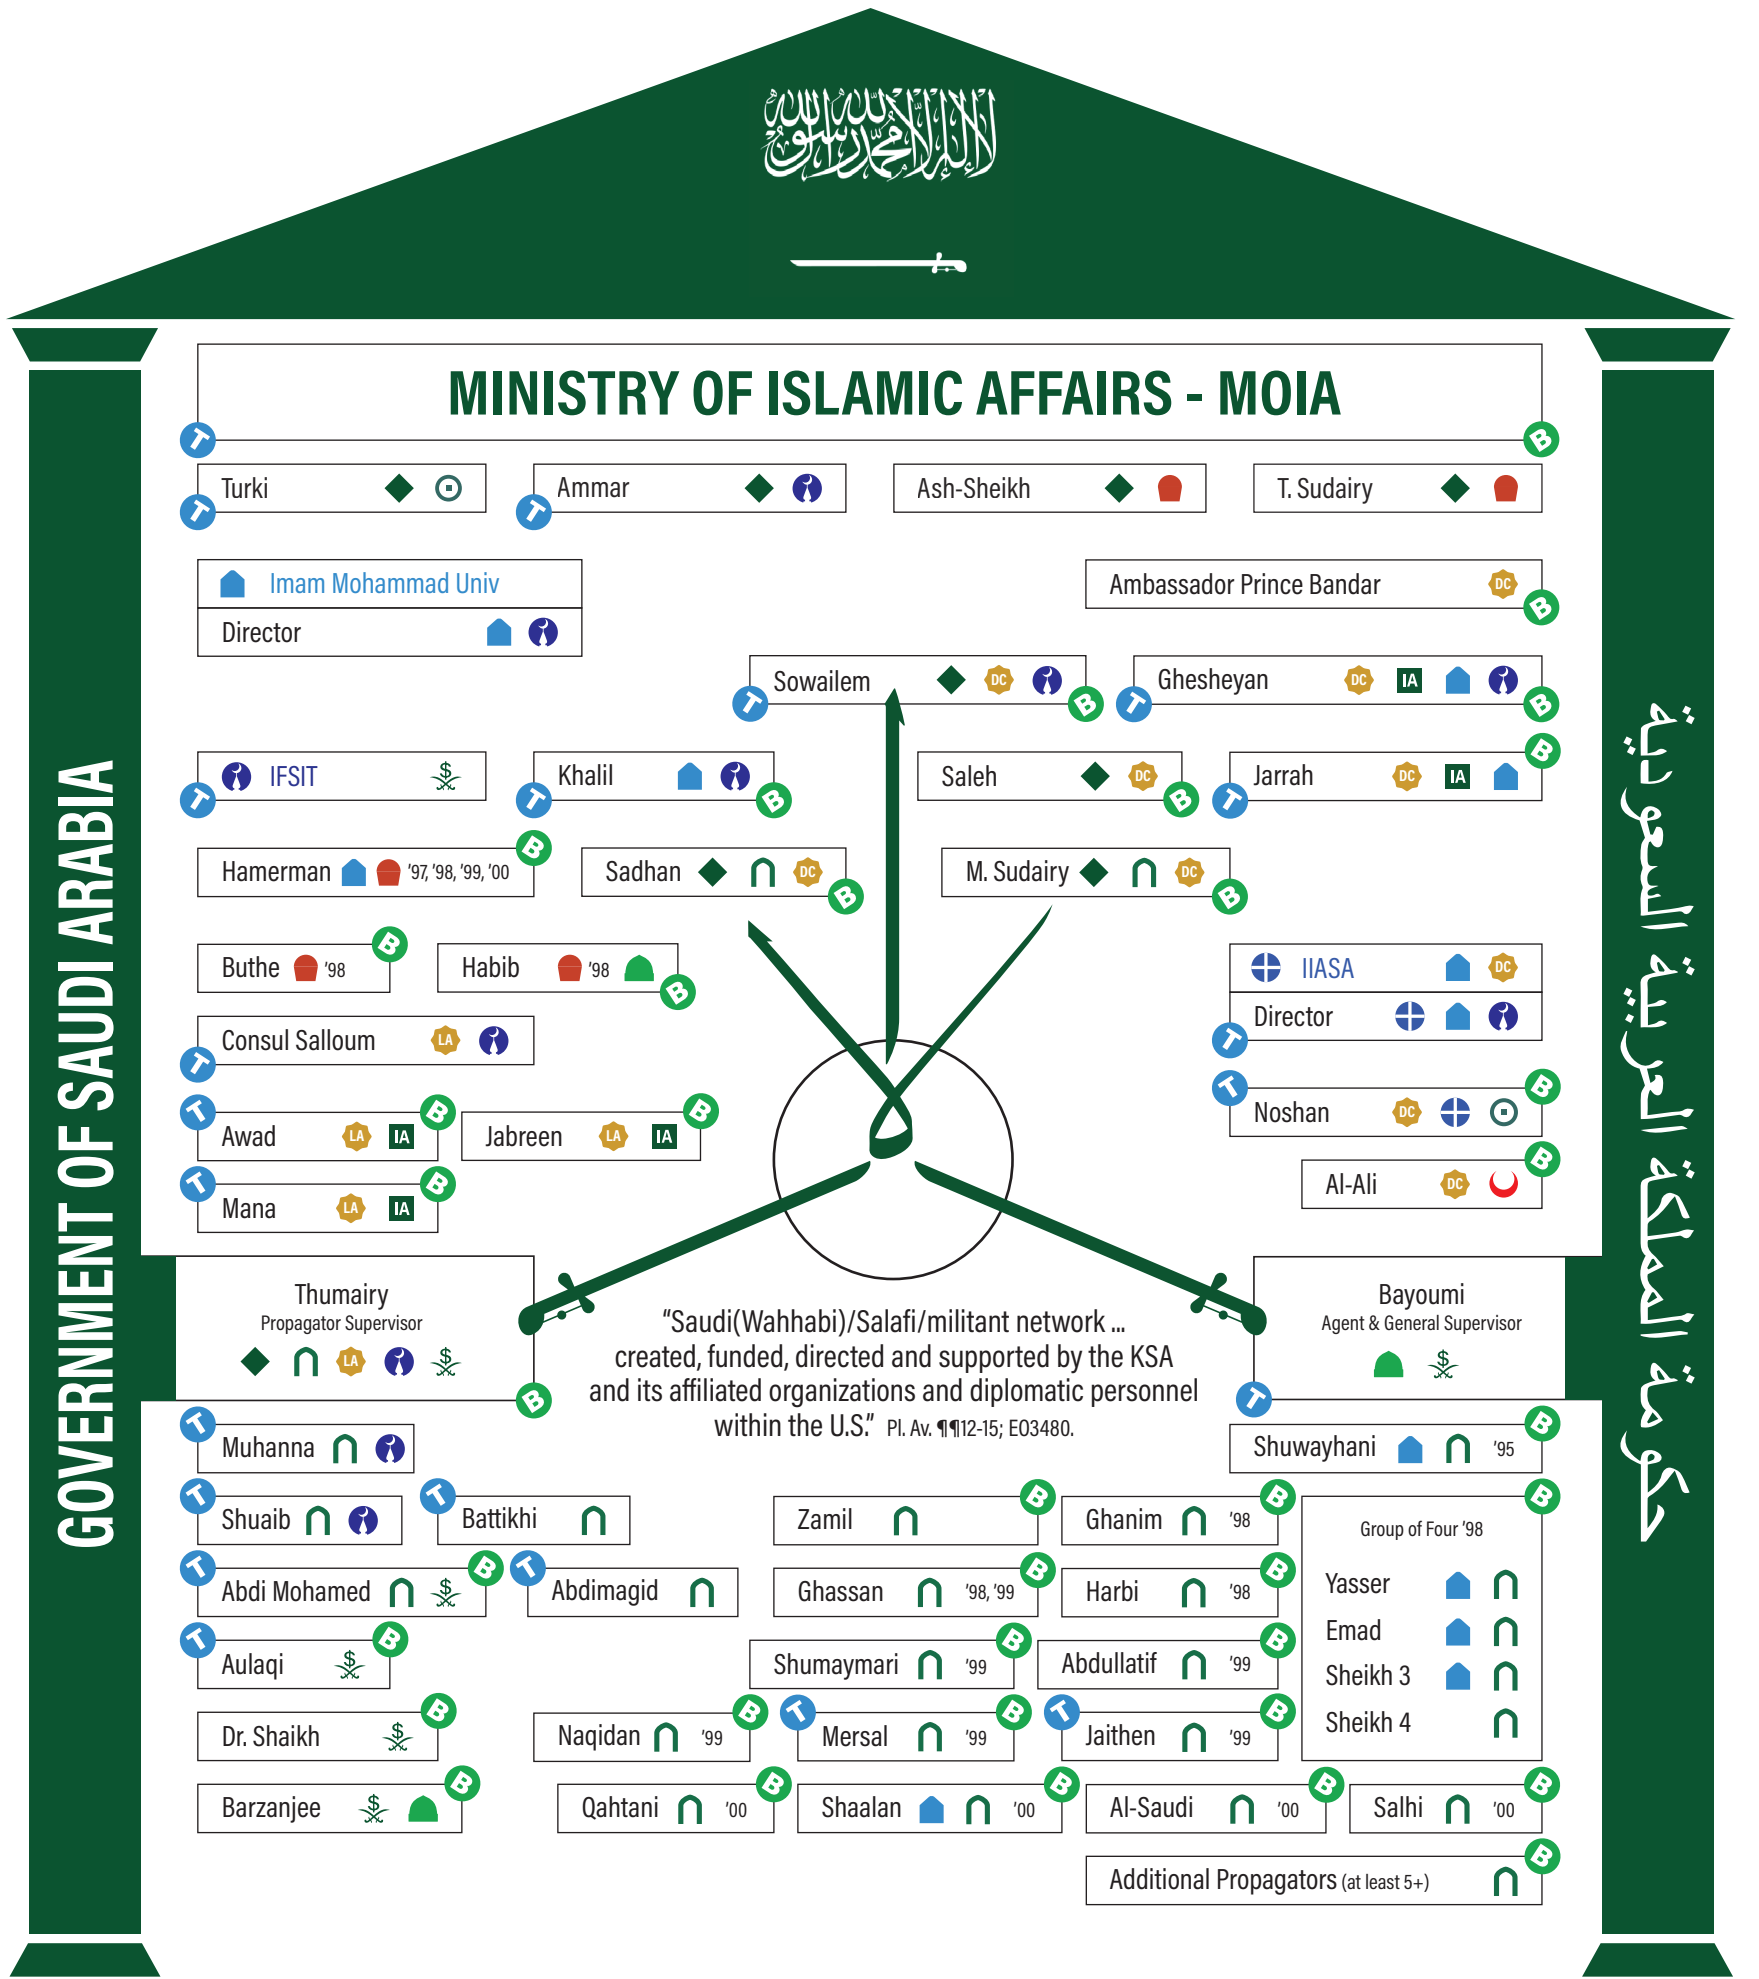 لا إله إلا الله محمد رسول الله
GOVERNMENT OF SAUDI ARABIA
حكومة المملكة العربية السعودية
MINISTRY OF ISLAMIC AFFAIRS - MOIA
T
B
Turki
T
Ammar
T
Ash-Sheikh
T. Sudairy
Imam Mohammad Univ
Director
Ambassador Prince Bandar DC
B
Sowailem DC
T
B
Ghesheyan DC IA
T
B
IFSIT $
T
Khalil
T
B
Saleh DC
B
Jarrah DC IA
T
B
Hamerman '97, '98, '99, '00
B
Sadhan DC
B
M. Sudairy DC
B
Buthe '98
B
Habib '98
B
IIASA DC
Director
T
Consul Salloum LA
T
Noshan DC
T
B
Awad LA IA
T
B
Jabreen LA IA
B
Al-Ali DC
B
Mana LA IA
T
B
Thumairy
Propagator Supervisor
LA $
B
Bayoumi
Agent & General Supervisor
$
T
“Saudi(Wahhabi)/Salafi/militant network ...
created, funded, directed and supported by the KSA
and its affiliated organizations and diplomatic personnel
within the U.S.” Pl. Av. ¶¶12-15; EO3480.
Muhanna
T
Shuwayhani '95
B
Shuaib
T
Battikhi
T
Zamil
B
Ghanim '98
B
Group of Four '98
B
Yasser
Emad
Sheikh 3
Sheikh 4
Abdi Mohamed $
T
B
Abdimagid
T
Ghassan '98, '99
B
Harbi '98
B
Aulaqi $
T
B
Shumaymari '99
B
Abdullatif '99
B
Dr. Shaikh $
B
Naqidan '99
B
Mersal '99
T
B
Jaithen '99
T
B
Barzanjee $
B
Qahtani '00
B
Shaalan '00
B
Al-Saudi '00
B
Salhi '00
B
Additional Propagators (at least 5+)
B